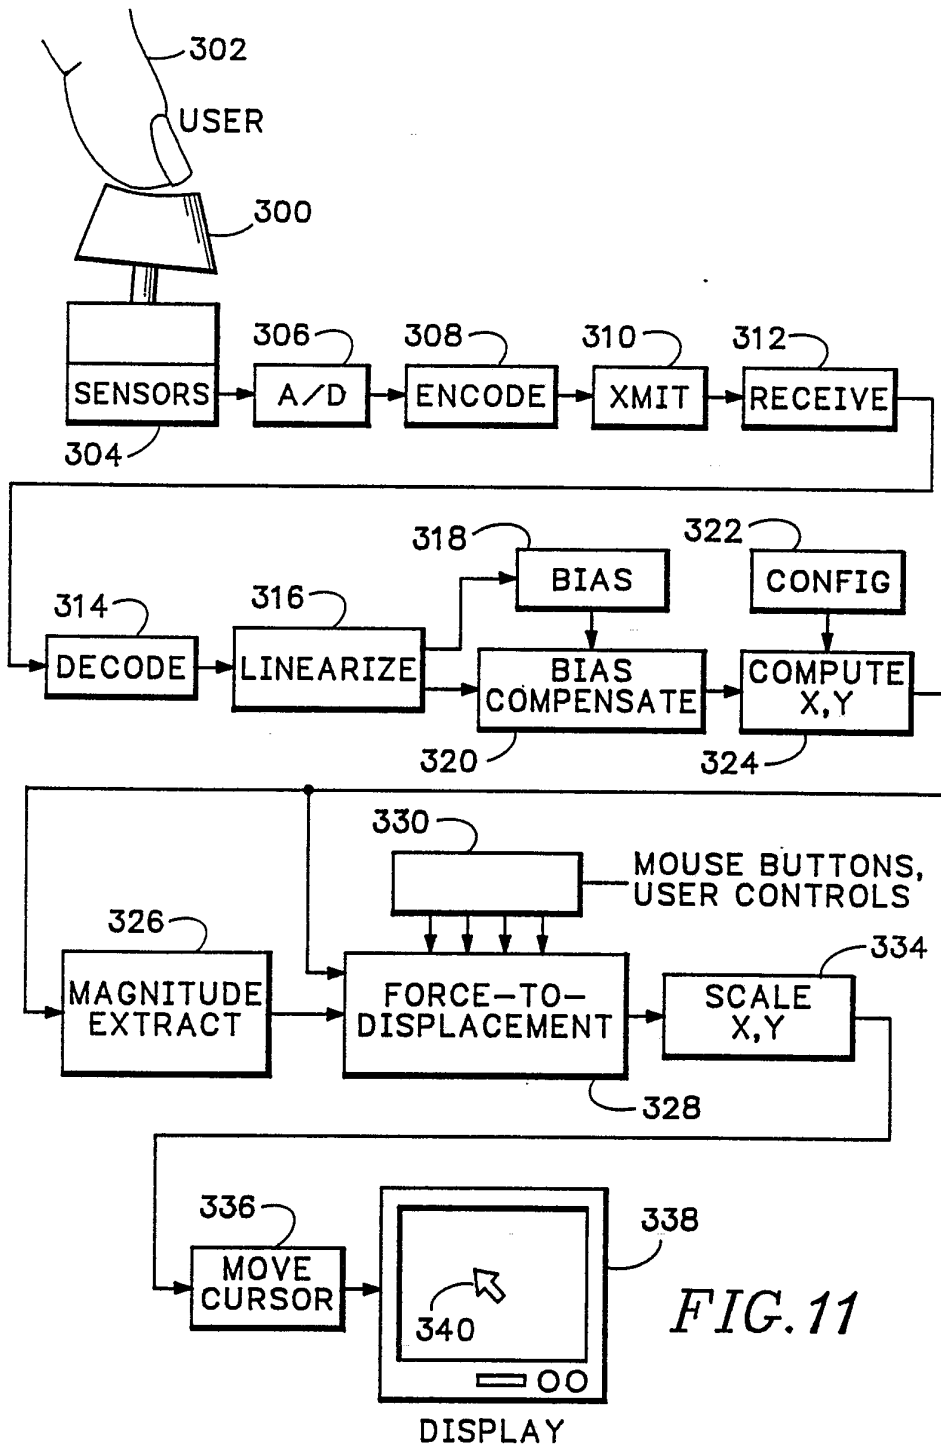 302
USER
300
306
308
310
312
SENSORS
A/D
ENCODE
XMIT
RECEIVE
304
318
322
BIAS
CONFIG
314
316
DECODE
LINEARIZE
BIAS
COMPENSATE
COMPUTE
X,Y
320
324
330
MOUSE BUTTONS,
USER CONTROLS
326
334
MAGNITUDE
EXTRACT
FORCE-TO-
DISPLACEMENT
SCALE
X,Y
328
336
338
MOVE
CURSOR
340
FIG. 11
DISPLAY